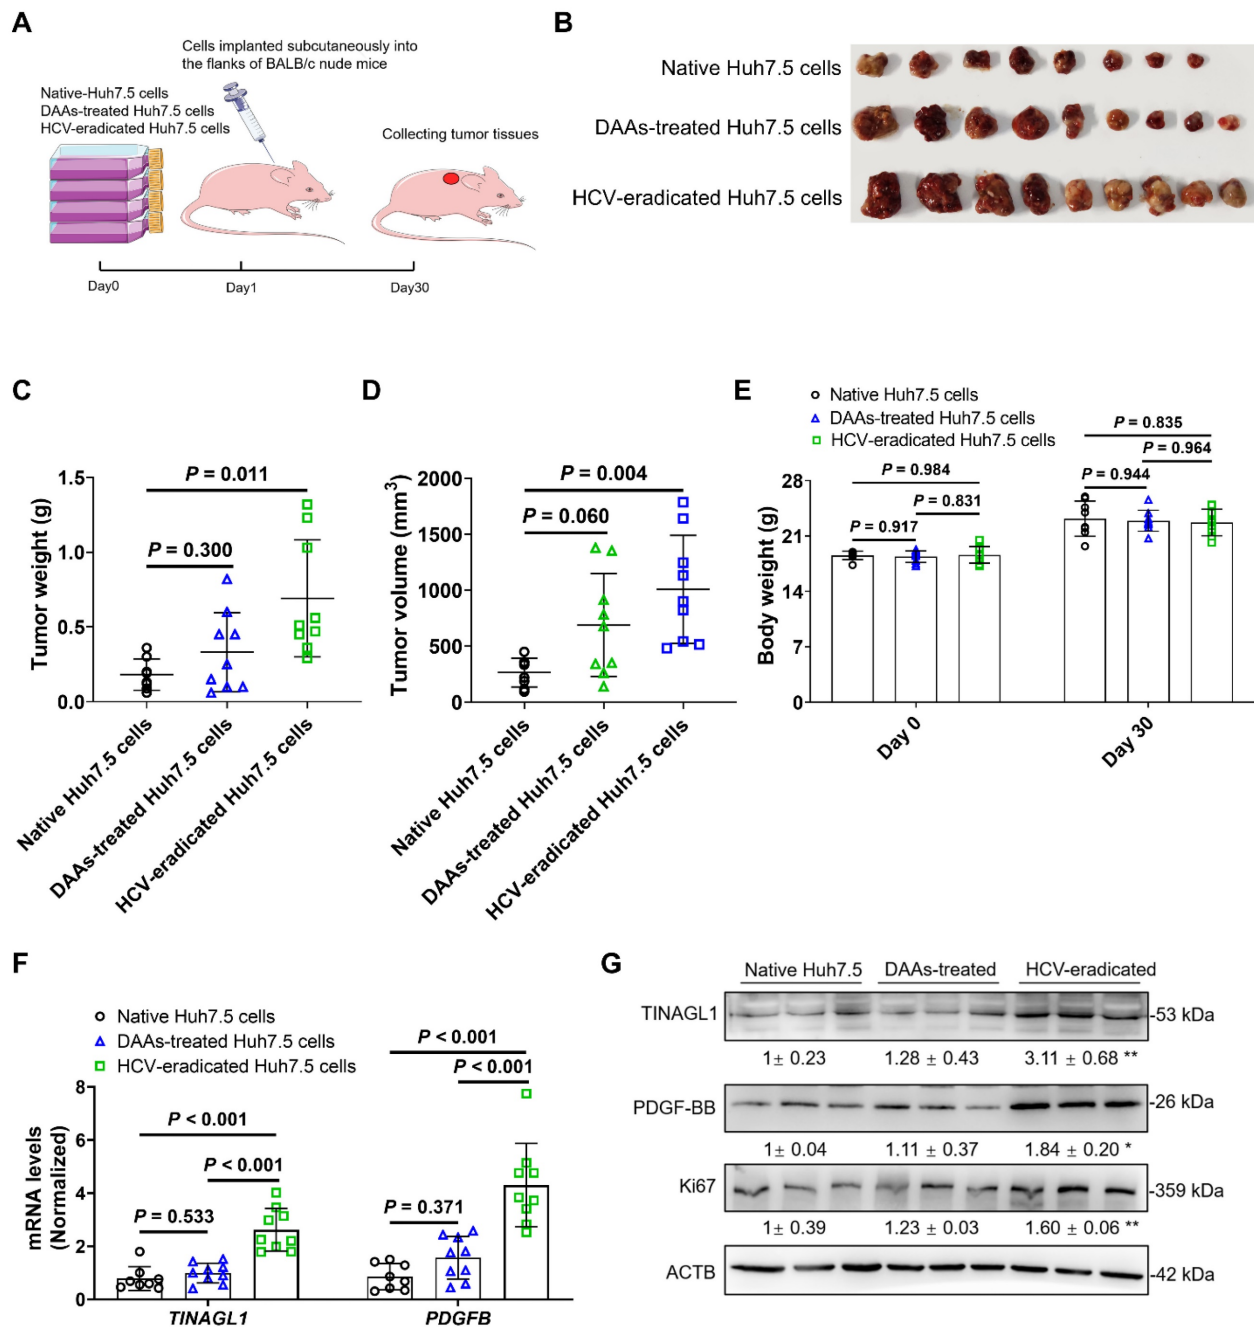 A
Cells implanted subcutaneously into
the flanks of BALB/c nude mice
Native-Huh7.5 cells
DAAs-treated Huh7.5 cells
HCV-eradicated Huh7.5 cells
Collecting tumor tissues
Day0
Day1
Day30
B
Native Huh7.5 cells
DAAs-treated Huh7.5 cells
HCV-eradicated Huh7.5 cells
C
Tumor weight (g)
1.5
1.0
0.5
0.0
P = 0.011
P = 0.300
Native Huh7.5 cells
DAAs-treated Huh7.5 cells
HCV-eradicated Huh7.5 cells
D
Tumor volume (mm³)
2000
1500
1000
500
0
P = 0.004
P = 0.060
Native Huh7.5 cells
DAAs-treated Huh7.5 cells
HCV-eradicated Huh7.5 cells
E
Native Huh7.5 cells
DAAs-treated Huh7.5 cells
HCV-eradicated Huh7.5 cells
Body weight (g)
28
21
14
7
0
P = 0.984
P = 0.831
P = 0.917
P = 0.835
P = 0.964
P = 0.944
Day 0
Day 30
F
Native Huh7.5 cells
DAAs-treated Huh7.5 cells
HCV-eradicated Huh7.5 cells
mRNA levels
(Normalized)
8
6
4
2
0
P < 0.001
P < 0.001
P = 0.533
P < 0.001
P < 0.001
P = 0.371
TINAGL1
PDGFB
G
Native Huh7.5 DAAs-treated HCV-eradicated
TINAGL1 -53 kDa
1± 0.23 1.28 ± 0.43 3.11 ± 0.68 **
PDGF-BB -26 kDa
1± 0.04 1.11 ± 0.37 1.84 ± 0.20 *
Ki67 -359 kDa
1± 0.39 1.23 ± 0.03 1.60 ± 0.06 **
ACTB -42 kDa